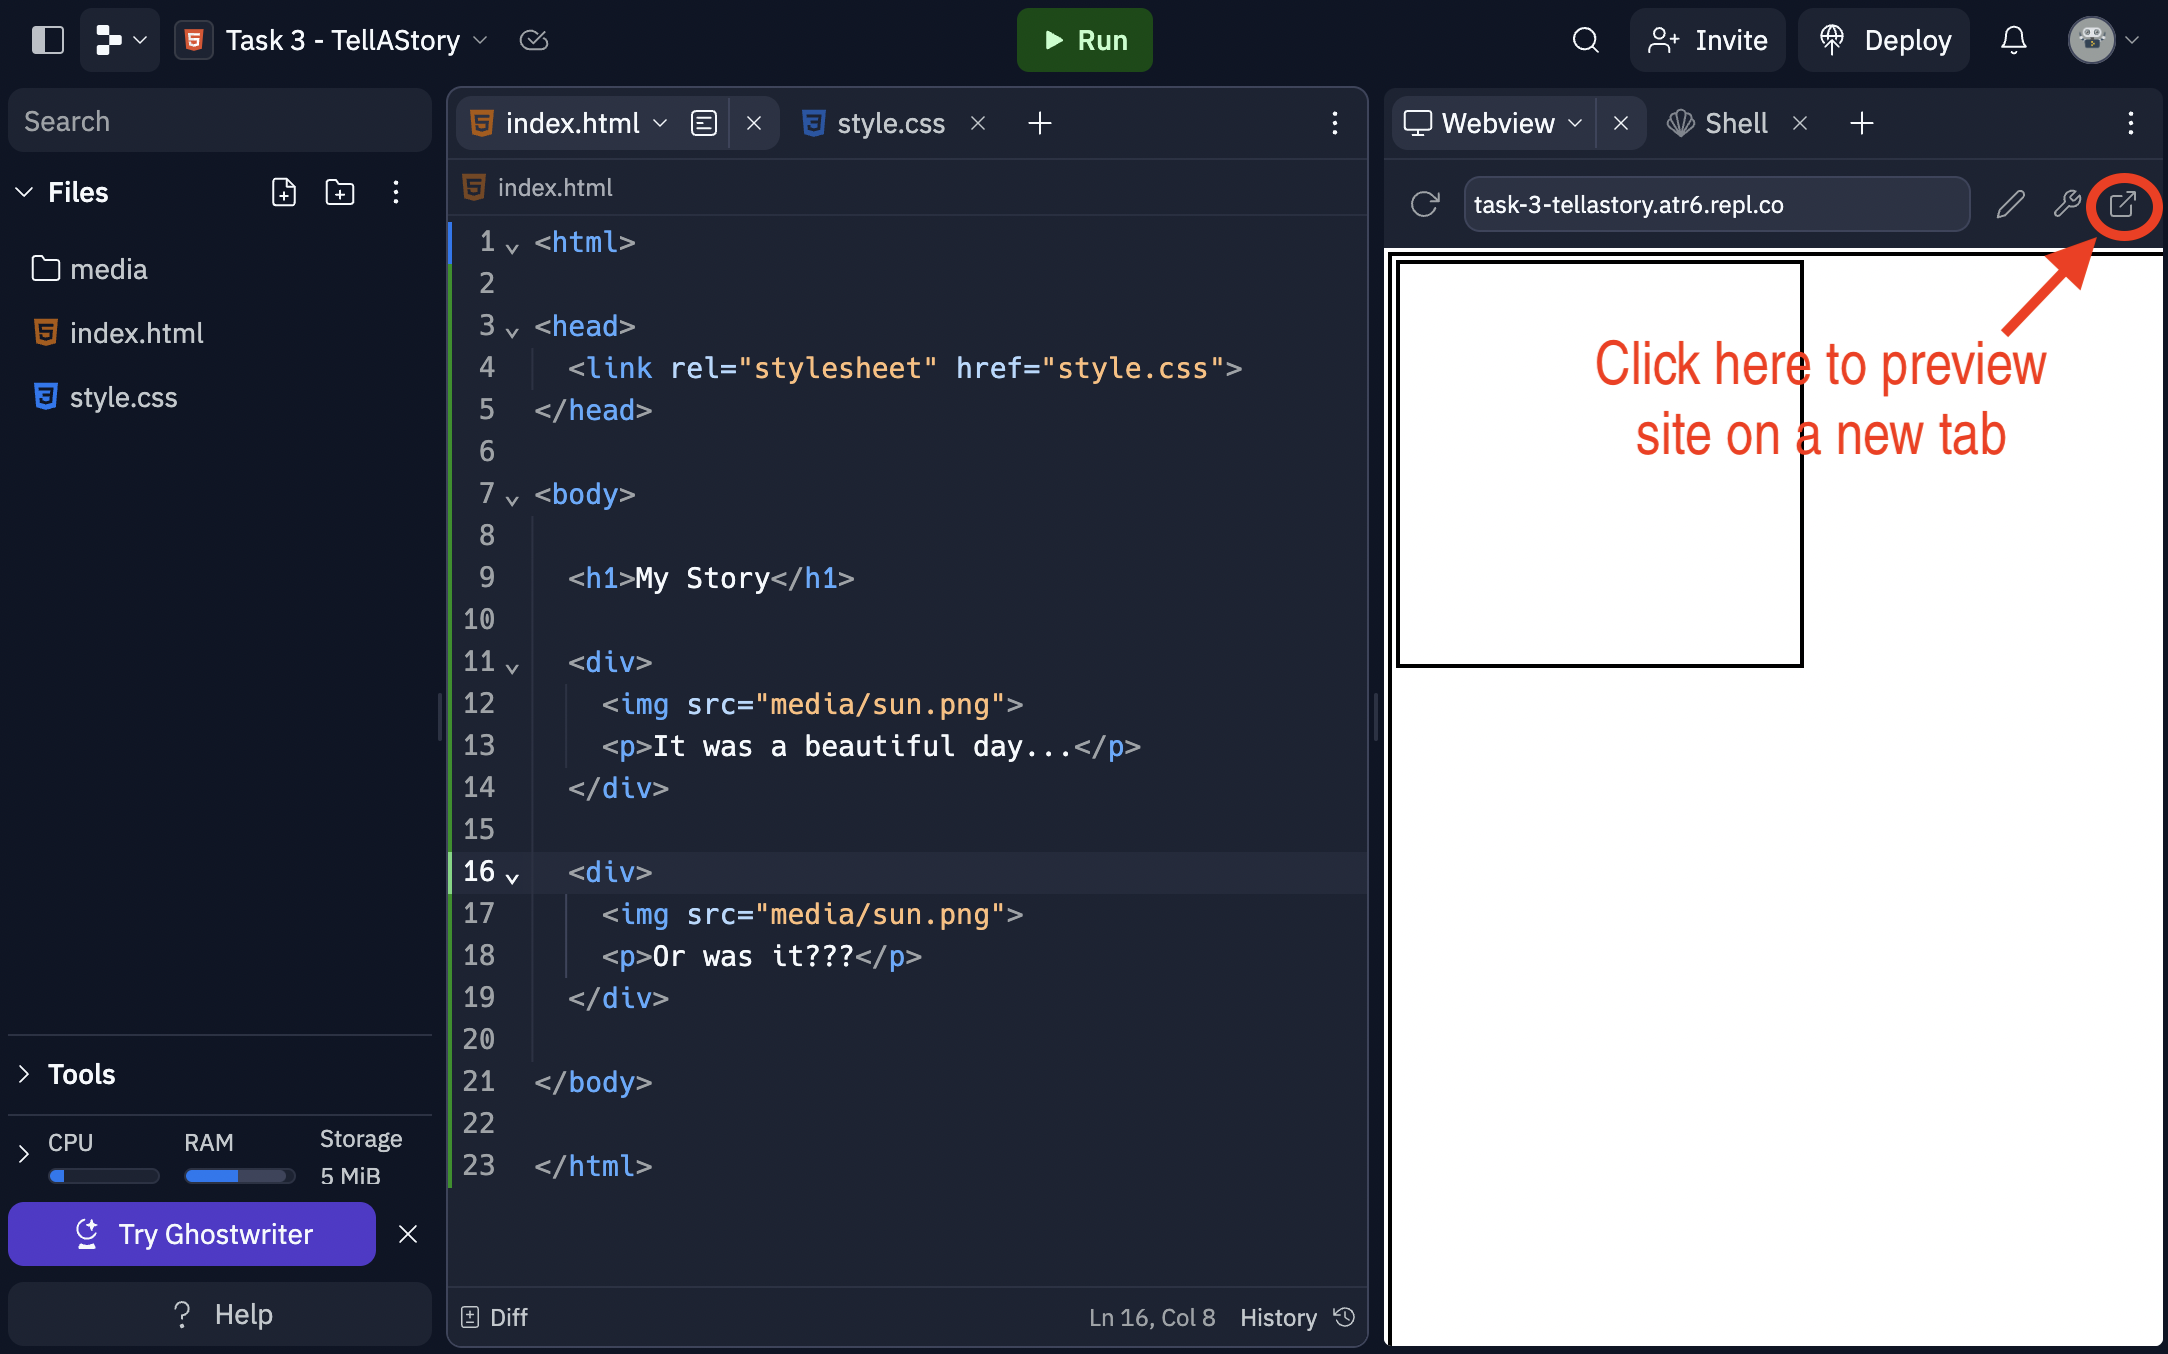 Task 3 - TellAStory
Run
Invite
Deploy
Search
Files
media
index.html
style.css
Tools
CPU
RAM
Storage
5 MiB
Try Ghostwriter
Help
index.html
style.css
index.html
1 <html>
2
3 <head>
4 <link rel="stylesheet" href="style.css">
5 </head>
6
7 <body>
8
9 <h1>My Story</h1>
10
11 <div>
12 <img src="media/sun.png">
13 <p>It was a beautiful day...</p>
14 </div>
15
16 <div>
17 <img src="media/sun.png">
18 <p>Or was it???</p>
19 </div>
20
21 </body>
22
23 </html>
Diff
Ln 16, Col 8
History
Webview
Shell
task-3-tellastory.atr6.repl.co
Click here to preview
site on a new tab